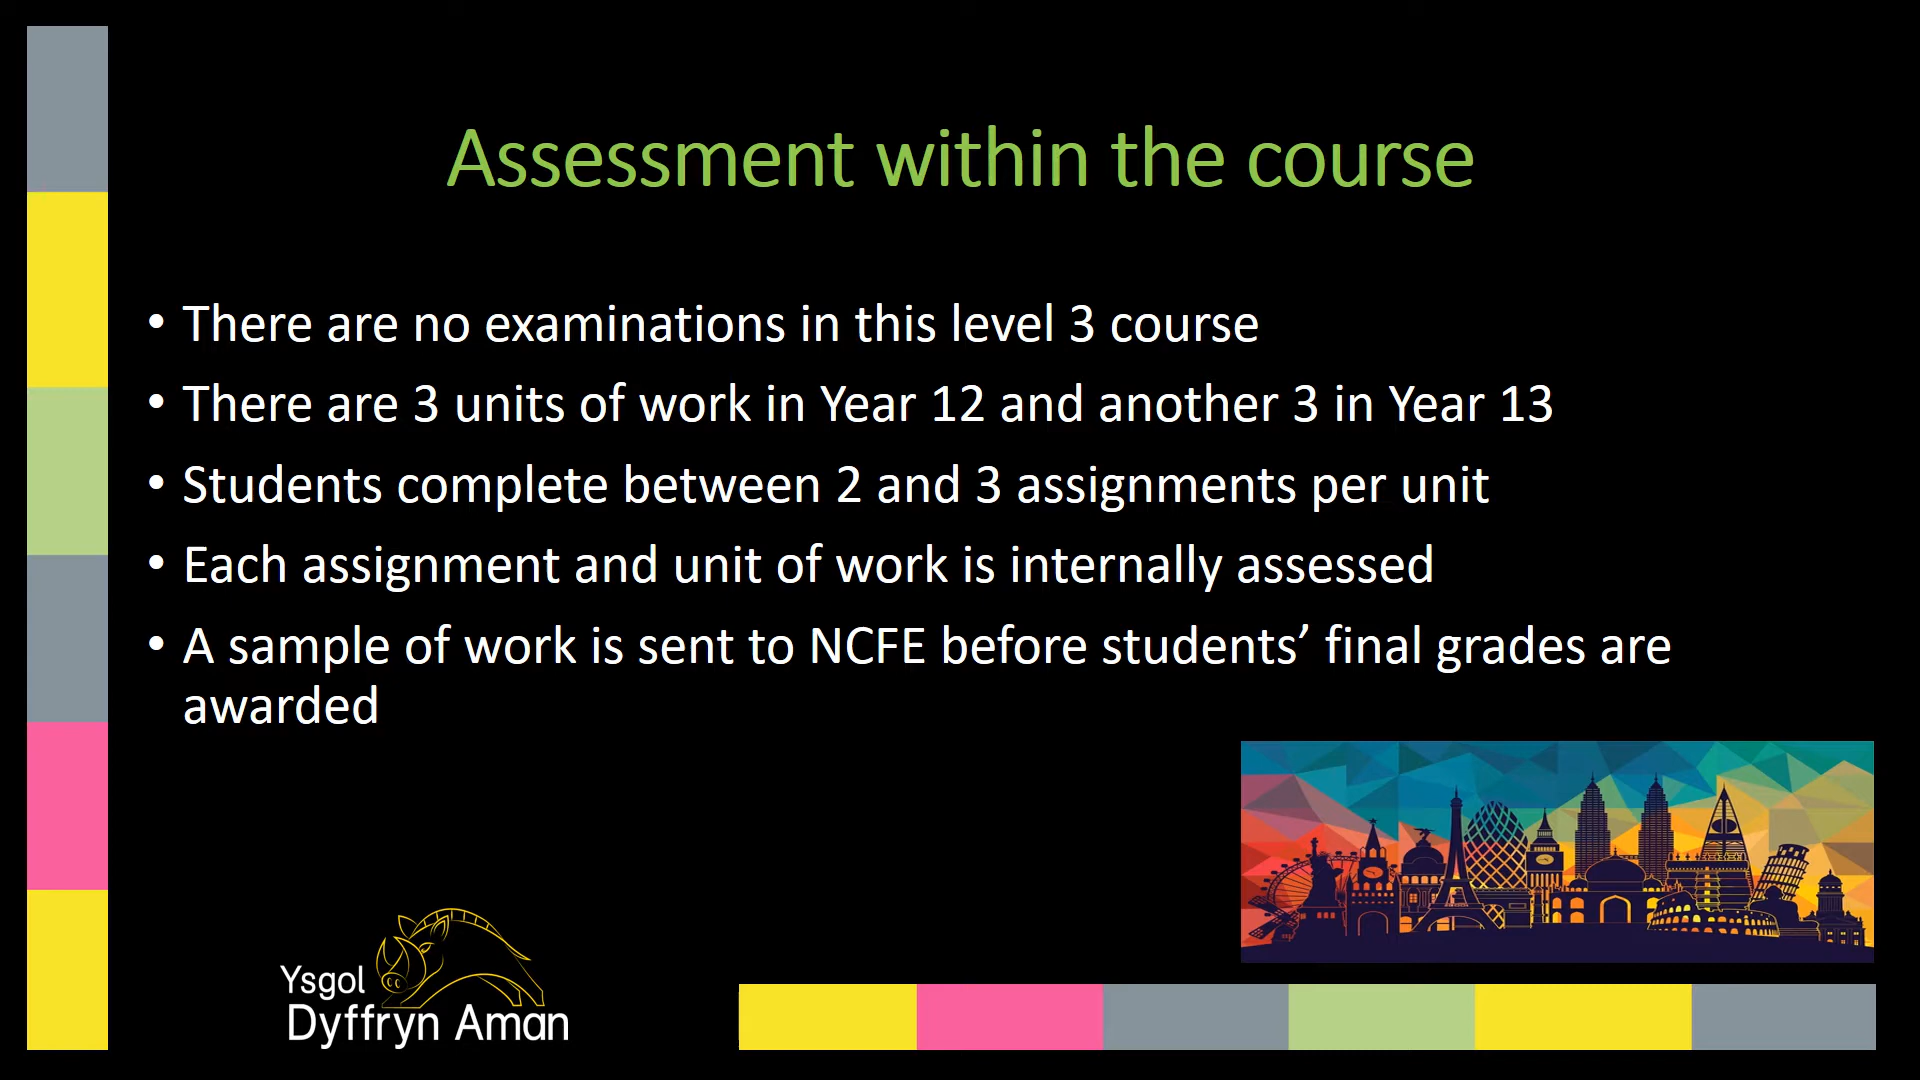 Assessment within the course
• There are no examinations in this level 3 course
• There are 3 units of work in Year 12 and another 3 in Year 13
• Students complete between 2 and 3 assignments per unit
• Each assignment and unit of work is internally assessed
• A sample of work is sent to NCFE before students’ final grades are
awarded
Ysgol
Dyffryn Aman